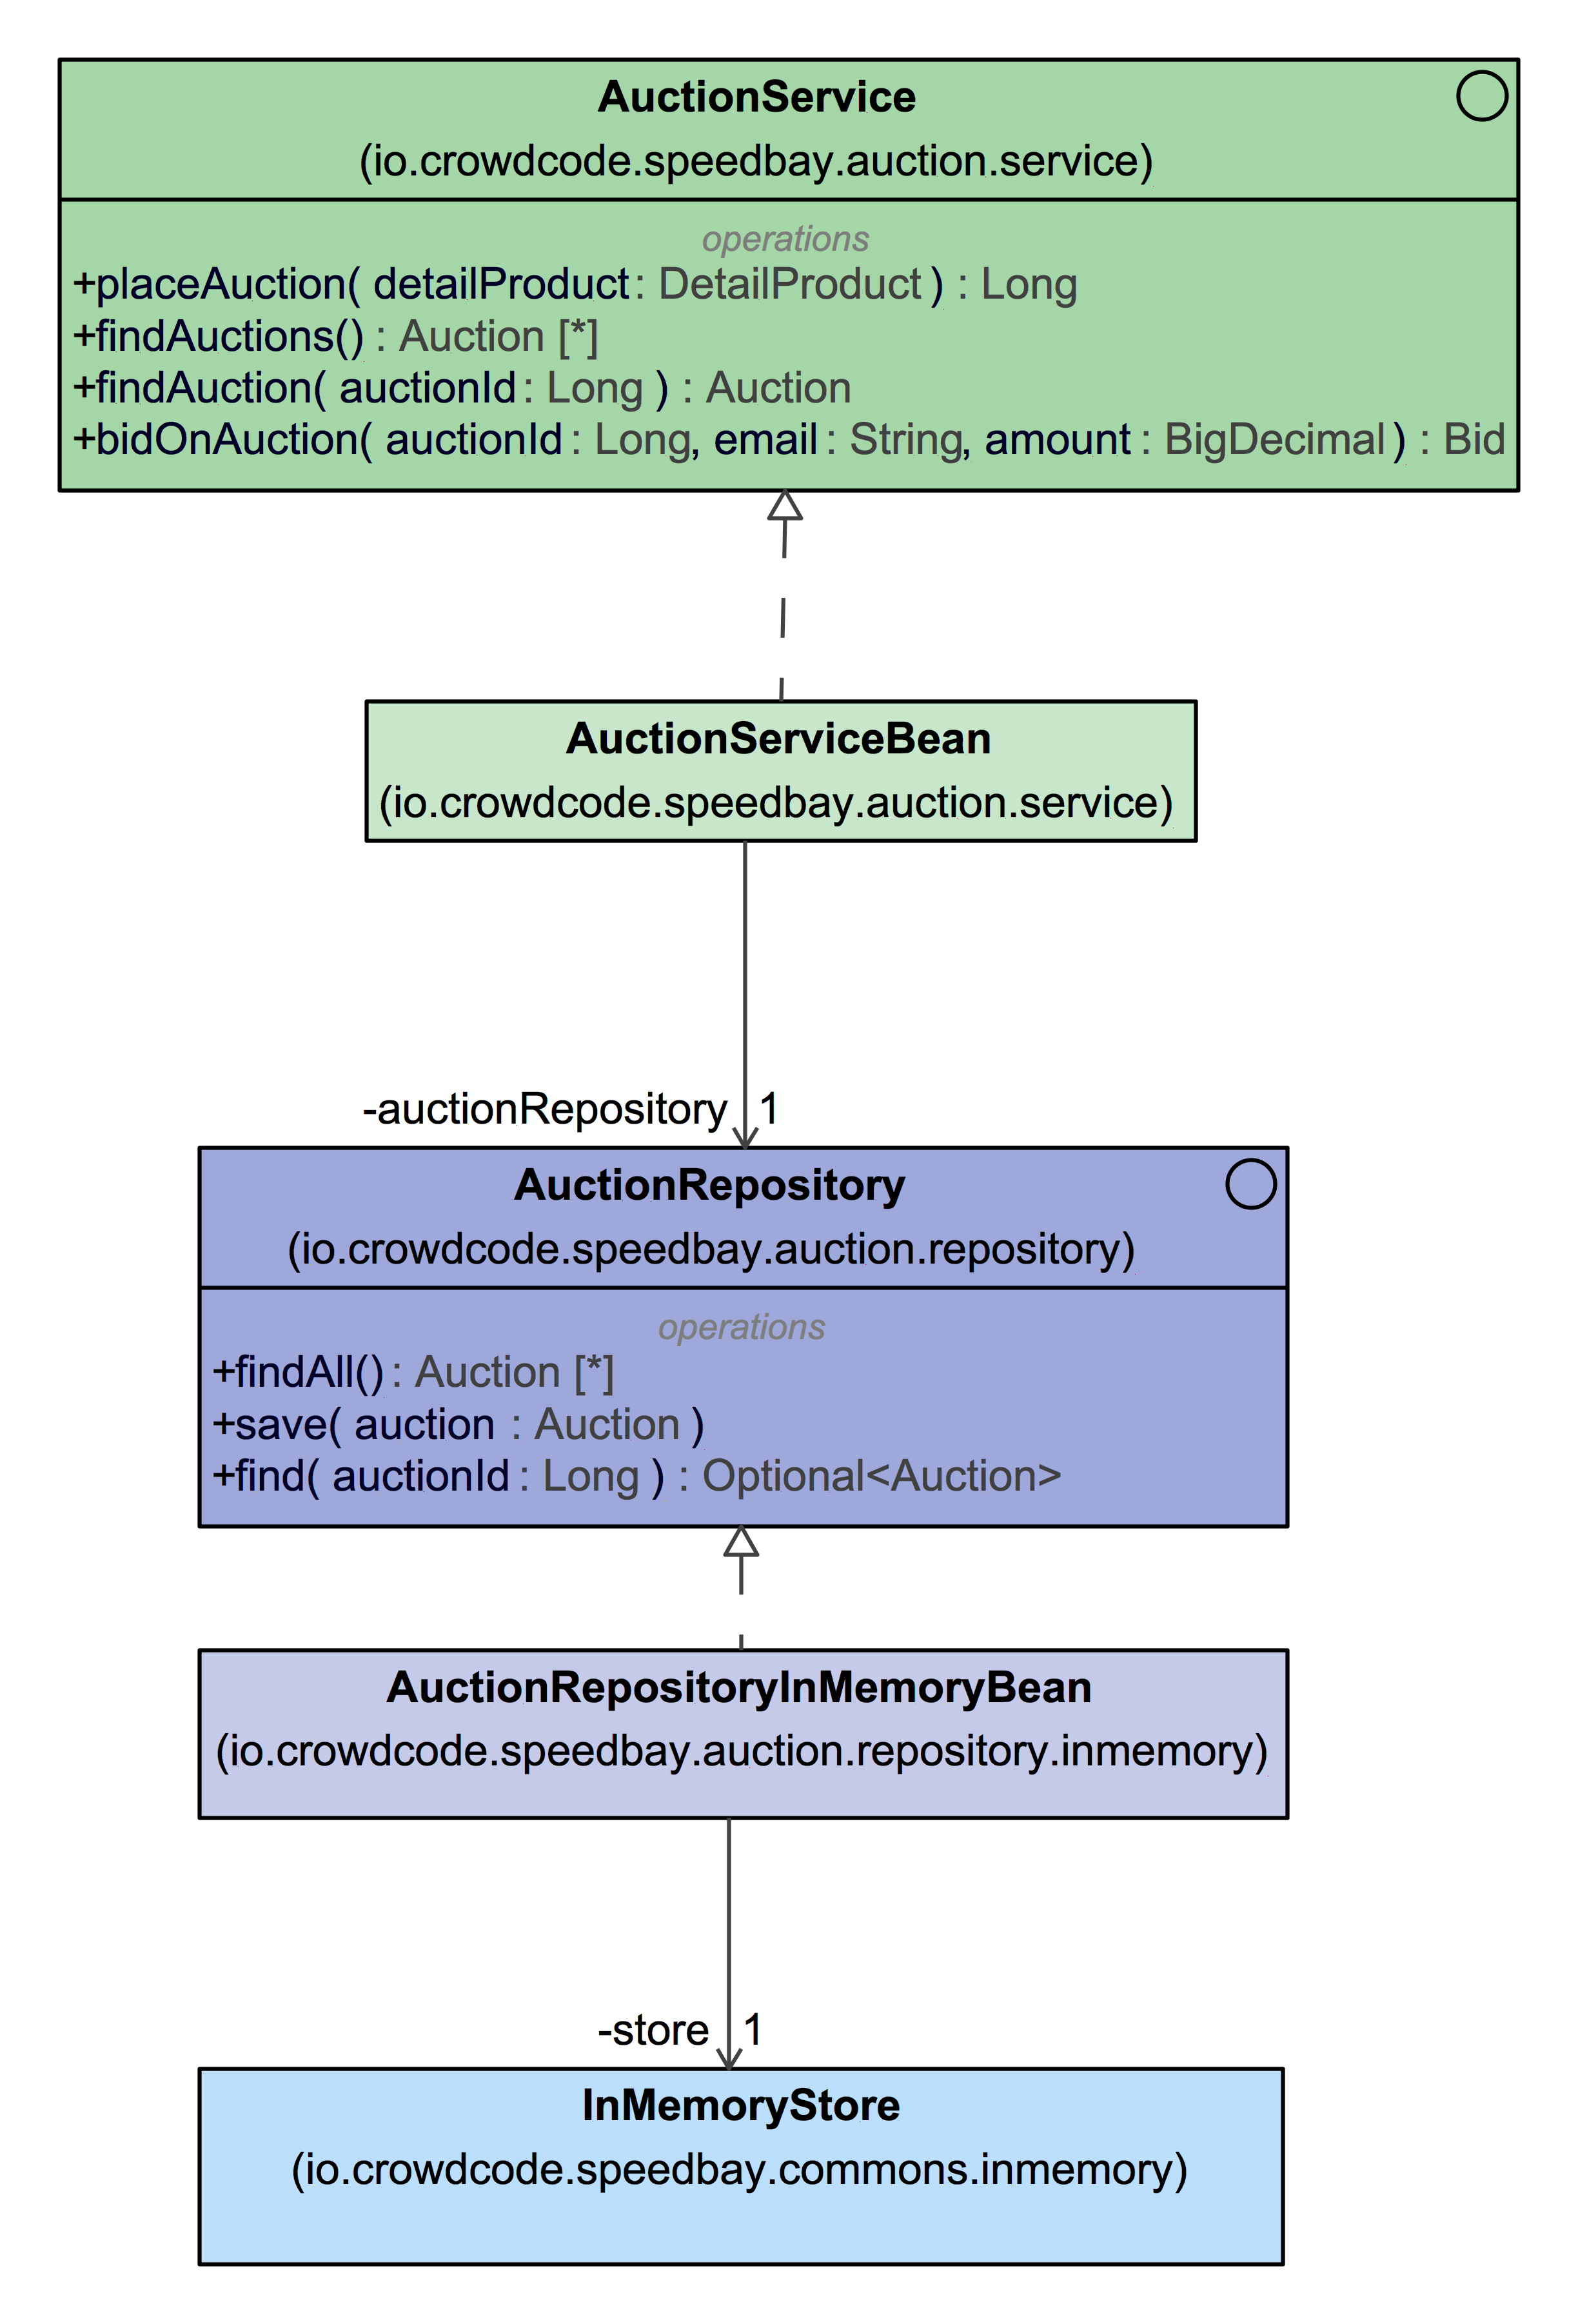 AuctionService
(io.crowdcode.speedbay.auction.service)
operations
+placeAuction( detailProduct : DetailProduct ) : Long
+findAuctions() : Auction [*]
+findAuction( auctionId : Long ) : Auction
+bidOnAuction( auctionId : Long, email : String, amount : BigDecimal ) : Bid
AuctionServiceBean
(io.crowdcode.speedbay.auction.service)
-auctionRepository 1
AuctionRepository
(io.crowdcode.speedbay.auction.repository)
operations
+findAll() : Auction [*]
+save( auction : Auction )
+find( auctionId : Long ) : Optional<Auction>
AuctionRepositoryInMemoryBean
(io.crowdcode.speedbay.auction.repository.inmemory)
-store 1
InMemoryStore
(io.crowdcode.speedbay.commons.inmemory)